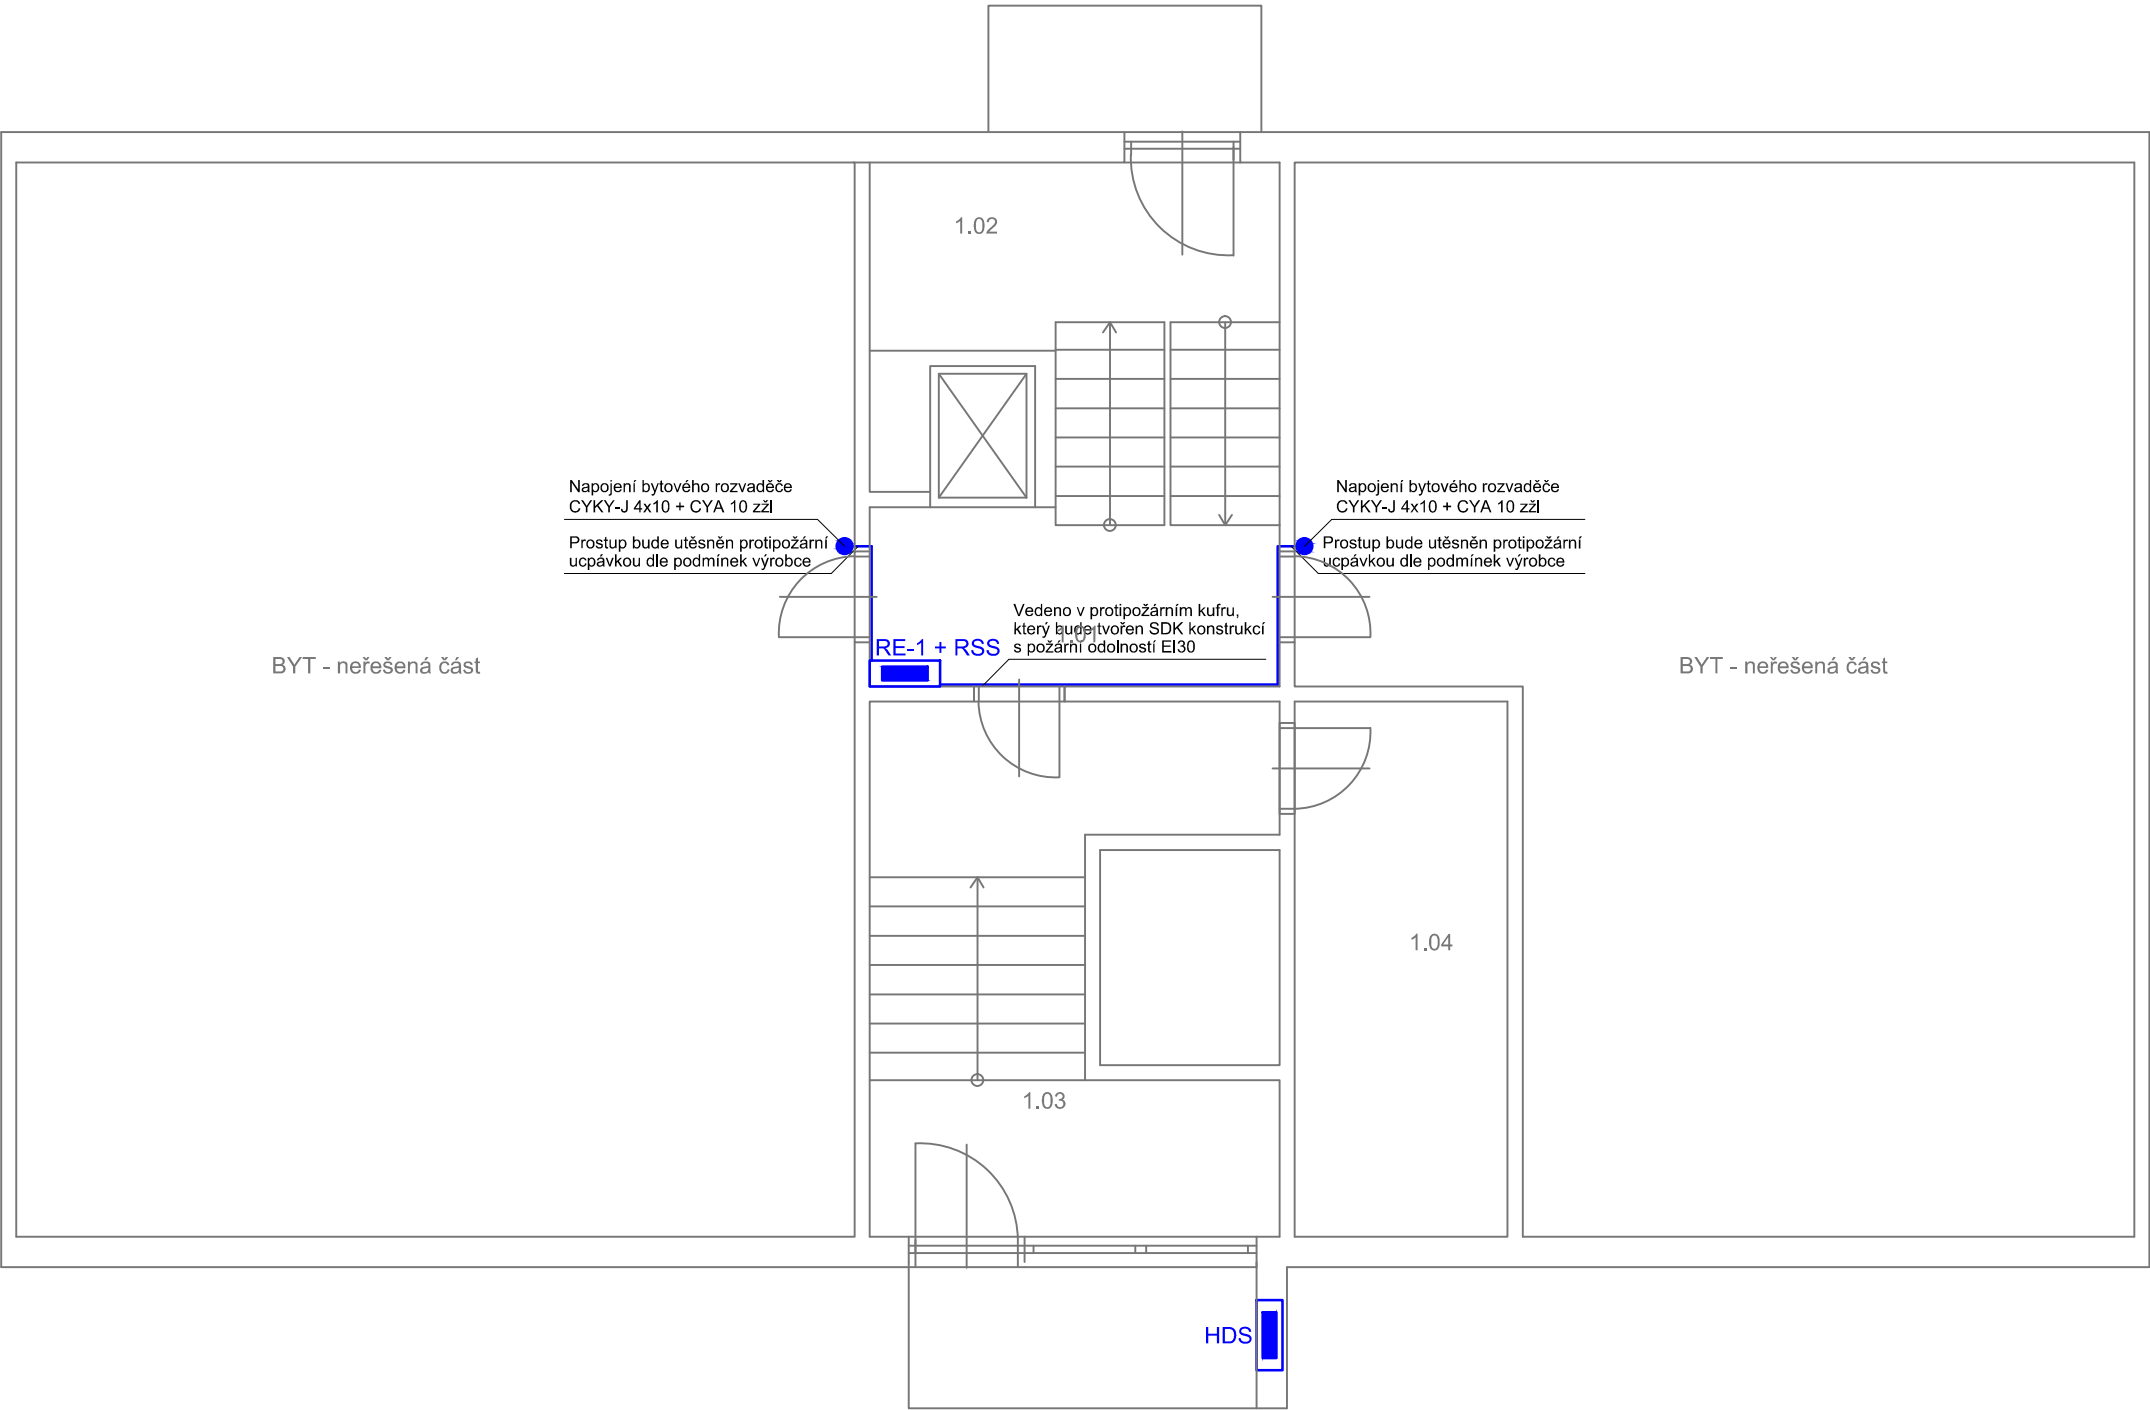 1.02
Napojení bytového rozvaděče
CYKY-J 4x10 + CYA 10 zžl
Prostup bude utěsněn protipožární
ucpávkou dle podmínek výrobce
Napojení bytového rozvaděče
CYKY-J 4x10 + CYA 10 zžl
Prostup bude utěsněn protipožární
ucpávkou dle podmínek výrobce
Vedeno v protipožárním kufru,
který bude tvořen SDK konstrukcí
s požární odolností EI30
1.01
RE-1 + RSS
BYT - neřešená část
BYT - neřešená část
1.04
1.03
HDS